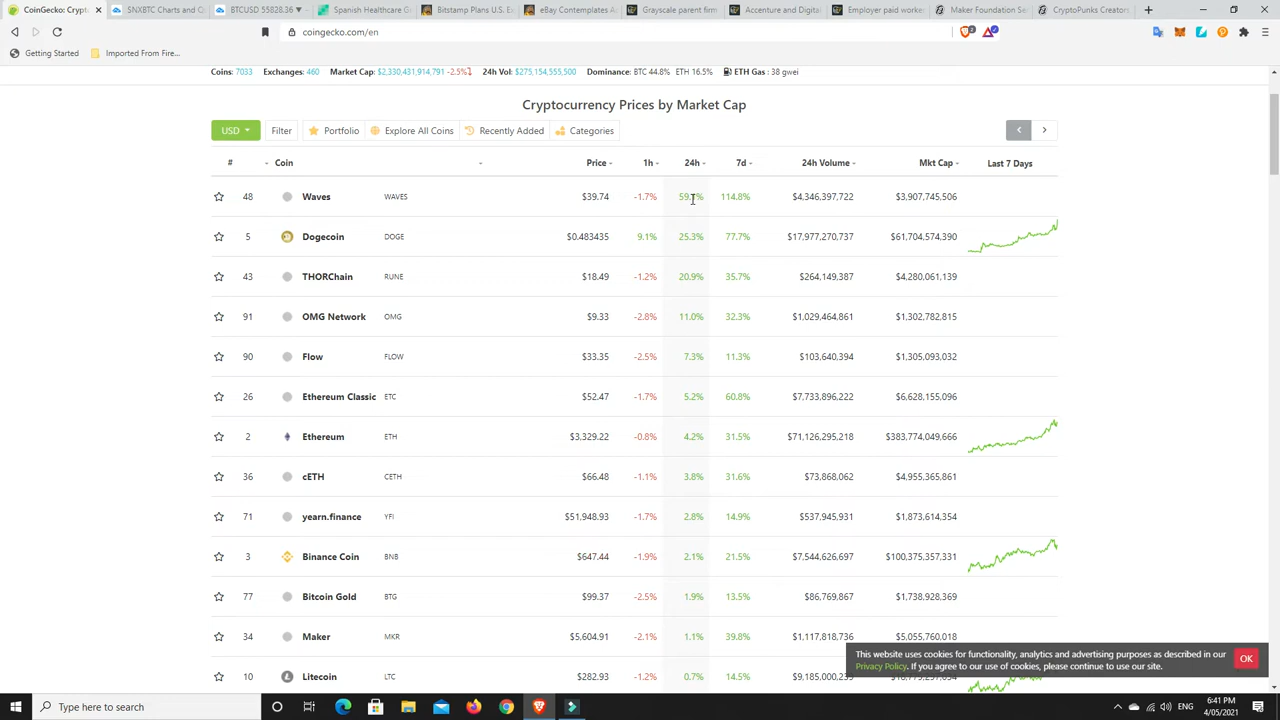 CoinGecko: Crypt
SNXBTC Charts and
BTCUSD 55828.36 ▼
Spanish Healthcare G
Bitstamp Plans U.S. E
eBay Contemplates A
Grayscale parent firm
Accenture and Digita
Employer paid worke
Maker Foundation Se
CryptoPunks Creators
coingecko.com/en
Getting Started
Imported From Fire...
Coins: 7033 Exchanges: 460 Market Cap: $2,330,431,914,791 -2.5% 24h Vol: $275,154,555,500 Dominance: BTC 44.8% ETH 16.5% ETH Gas: 38 gwei
Cryptocurrency Prices by Market Cap
USD Filter Portfolio Explore All Coins Recently Added Categories
# Coin Price 1h 24h 7d 24h Volume Mkt Cap Last 7 Days
48 Waves WAVES $39.74 -1.7% 114.8% $4,346,397,722 $3,907,745,506
5 Dogecoin DOGE $0.483435 9.1% 25.3% 77.7% $17,977,270,737 $61,704,574,390
43 THORChain RUNE $18.49 -1.2% 20.9% 35.7% $264,149,387 $4,280,061,139
91 OMG Network OMG $9.33 -2.8% 11.0% 32.3% $1,029,464,861 $1,302,782,815
90 Flow FLOW $33.35 -2.5% 7.3% 11.3% $103,640,394 $1,305,093,032
26 Ethereum Classic ETC $52.47 -1.7% 5.2% 60.8% $7,733,896,222 $6,628,155,096
2 Ethereum ETH $3,329.22 -0.8% 4.2% 31.5% $71,126,295,218 $383,774,049,666
36 cETH CETH $66.48 -1.1% 3.8% 31.6% $73,868,062 $4,955,365,861
71 yearn.finance YFI $51,948.93 -1.7% 2.8% 14.9% $537,945,931 $1,873,614,354
3 Binance Coin BNB $647.44 -1.9% 2.1% 21.5% $7,544,626,697 $100,375,357,331
77 Bitcoin Gold BTG $99.37 -2.5% 1.9% 13.5% $86,769,867 $1,738,928,369
34 Maker MKR $5,604.91 -2.1% 1.1% 39.8% $1,117,818,736 $5,055,760,018
10 Litecoin LTC $282.93 -1.2% 0.7% 14.5%
This website uses cookies for functionality, analytics and advertising purposes as described in our
Privacy Policy. If you agree to our use of cookies, please continue to use our site.
OK
Type here to search
ENG
6:41 PM
4/05/2021